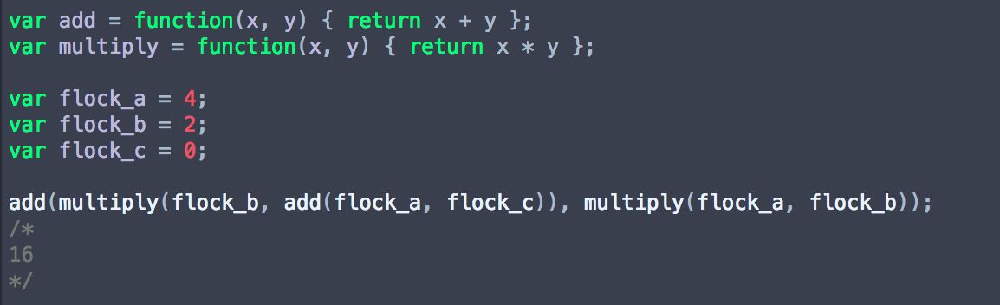 var add = function(x, y) { return x + y };
var multiply = function(x, y) { return x * y };
var flock_a = 4;
var flock_b = 2;
var flock_c = 0;
add(multiply(flock_b, add(flock_a, flock_c)), multiply(flock_a, flock_b));
/*
16
*/